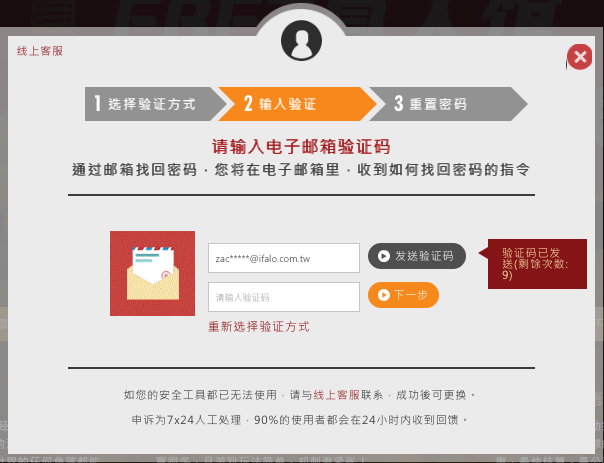 线上客服
1 选择验证方式
2 输入验证
3 重置密码
请输入电子邮箱验证码
通过邮箱找回密码，您将在电子邮箱里，收到如何找回密码的指令
zac*****@ifalo.com.tw
发送验证码
验证码已发
送(剩馀次数:
9)
请输入验证码
下一步
重新选择验证方式
如您的安全工具都已无法使用，请与线上客服联系，成功後可更换。
申诉为7x24人工处理，90%的使用者都会在24小时内收到回馈。